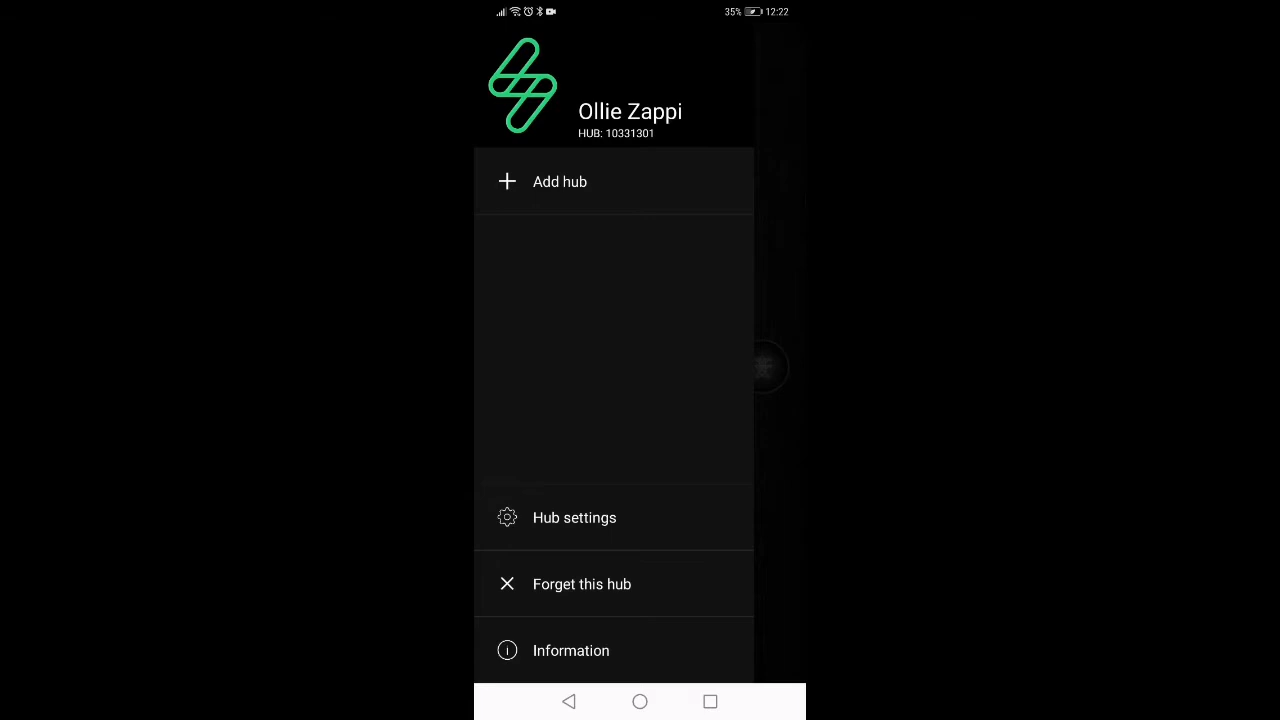 35% 12:22
Ollie Zappi
HUB: 10331301
Add hub
Hub settings
Forget this hub
Information